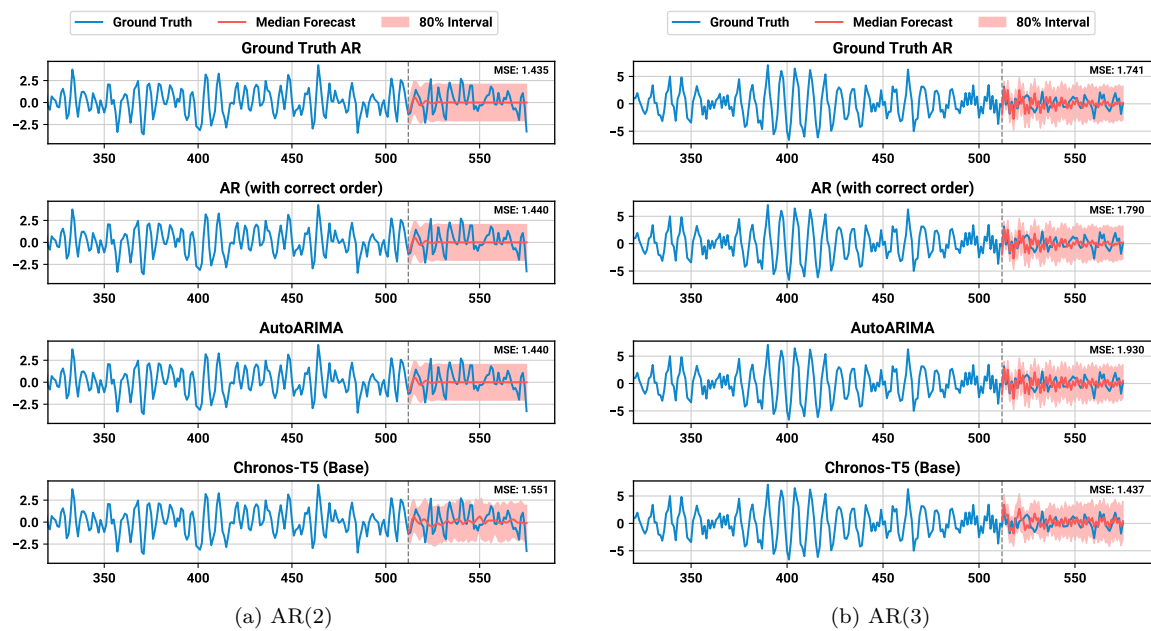 Ground Truth Median Forecast 80% Interval
Ground Truth AR
MSE: 1.435
2.5
0.0
−2.5
350 400 450 500 550
AR (with correct order)
MSE: 1.440
2.5
0.0
−2.5
350 400 450 500 550
AutoARIMA
MSE: 1.440
2.5
0.0
−2.5
350 400 450 500 550
Chronos-T5 (Base)
MSE: 1.551
2.5
0.0
−2.5
350 400 450 500 550
(a) AR(2)
Ground Truth Median Forecast 80% Interval
Ground Truth AR
MSE: 1.741
5
0
−5
350 400 450 500 550
AR (with correct order)
MSE: 1.790
5
0
−5
350 400 450 500 550
AutoARIMA
MSE: 1.930
5
0
−5
350 400 450 500 550
Chronos-T5 (Base)
MSE: 1.437
5
0
−5
350 400 450 500 550
(b) AR(3)